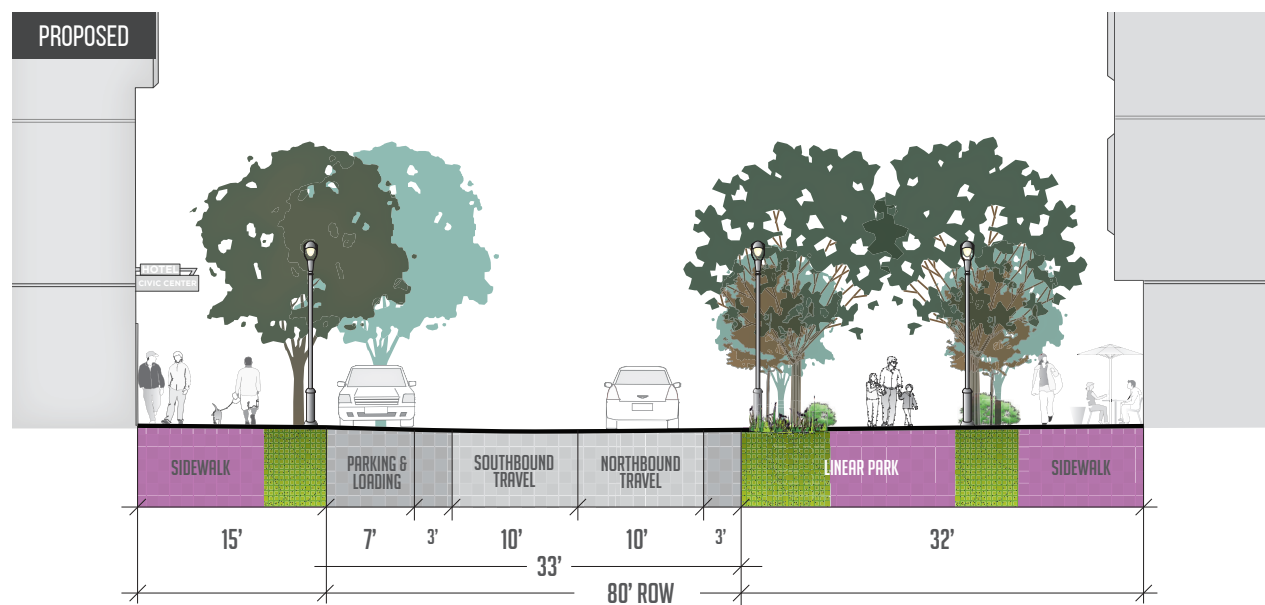 PROPOSED
HOTEL
CIVIC CENTER
SIDEWALK
PARKING &
LOADING
SOUTHBOUND
TRAVEL
NORTHBOUND
TRAVEL
LINEAR PARK
SIDEWALK
15’
7’
3’
10’
10’
3’
32’
33’
80’ ROW